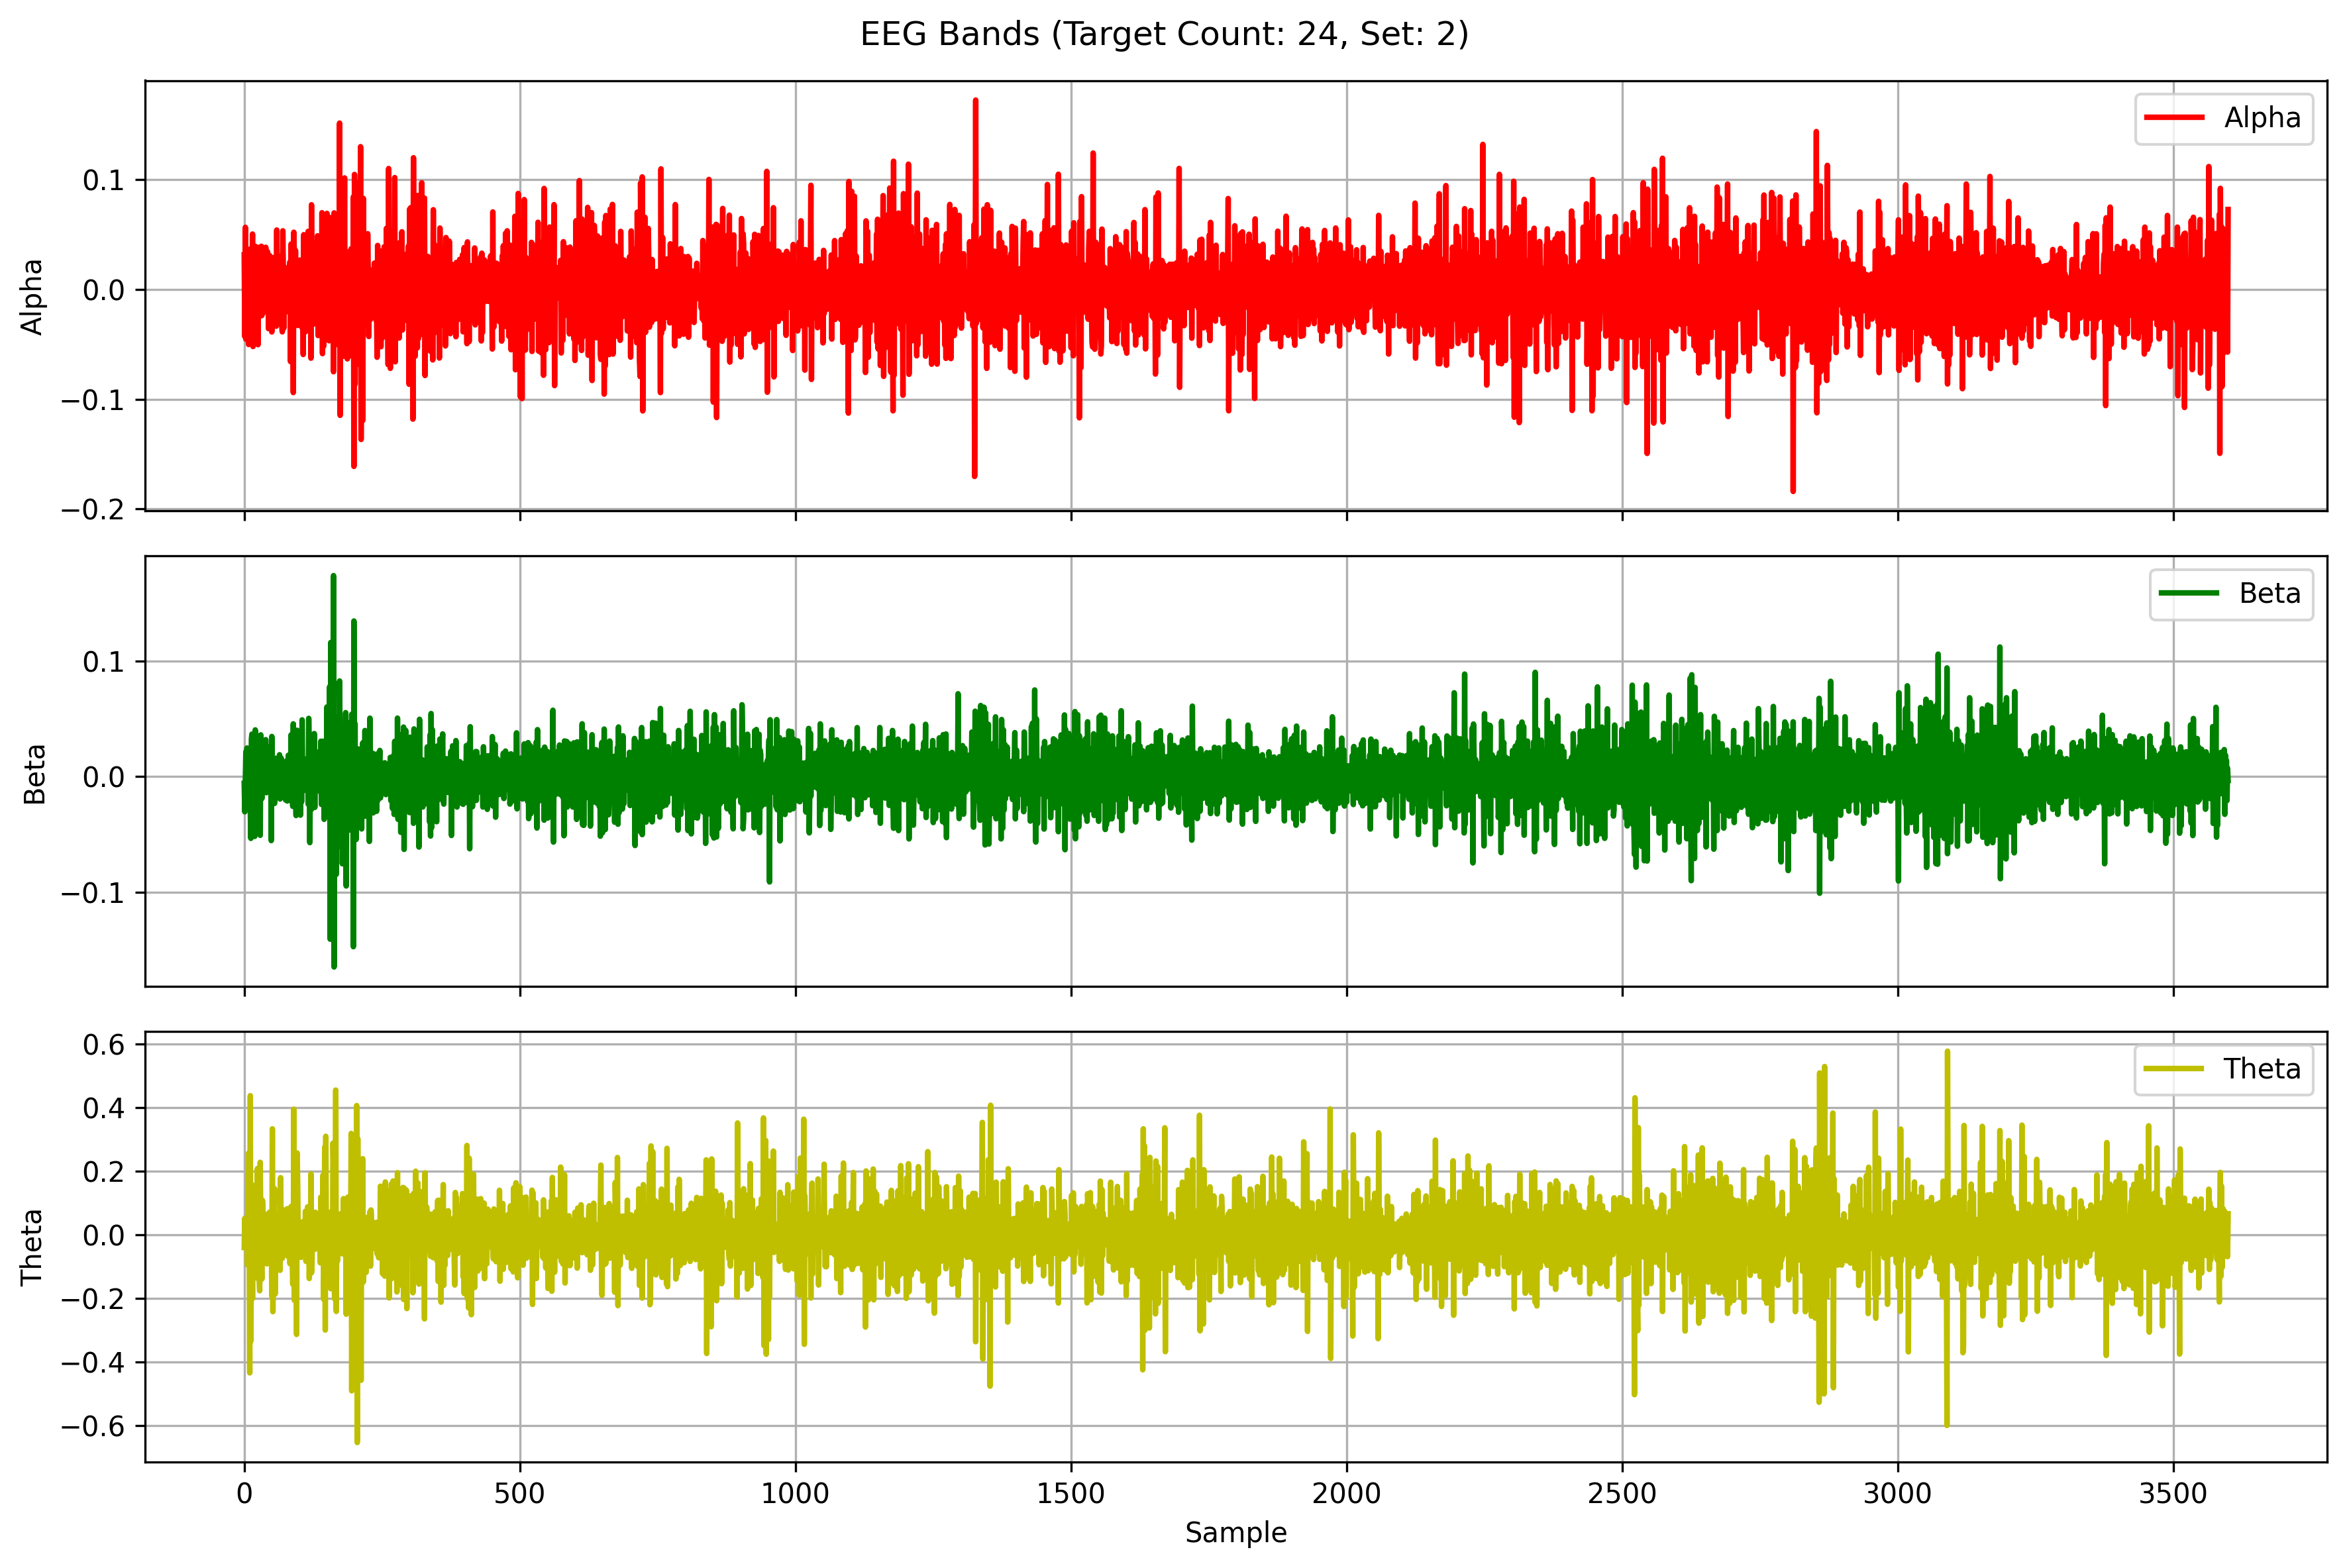 EEG Bands (Target Count: 24, Set: 2)
Alpha
0.1
0.0
−0.1
−0.2
Alpha
Beta
0.1
0.0
−0.1
Beta
Theta
0.6
0.4
0.2
0.0
−0.2
−0.4
−0.6
Theta
0 500 1000 1500 2000 2500 3000 3500
Sample